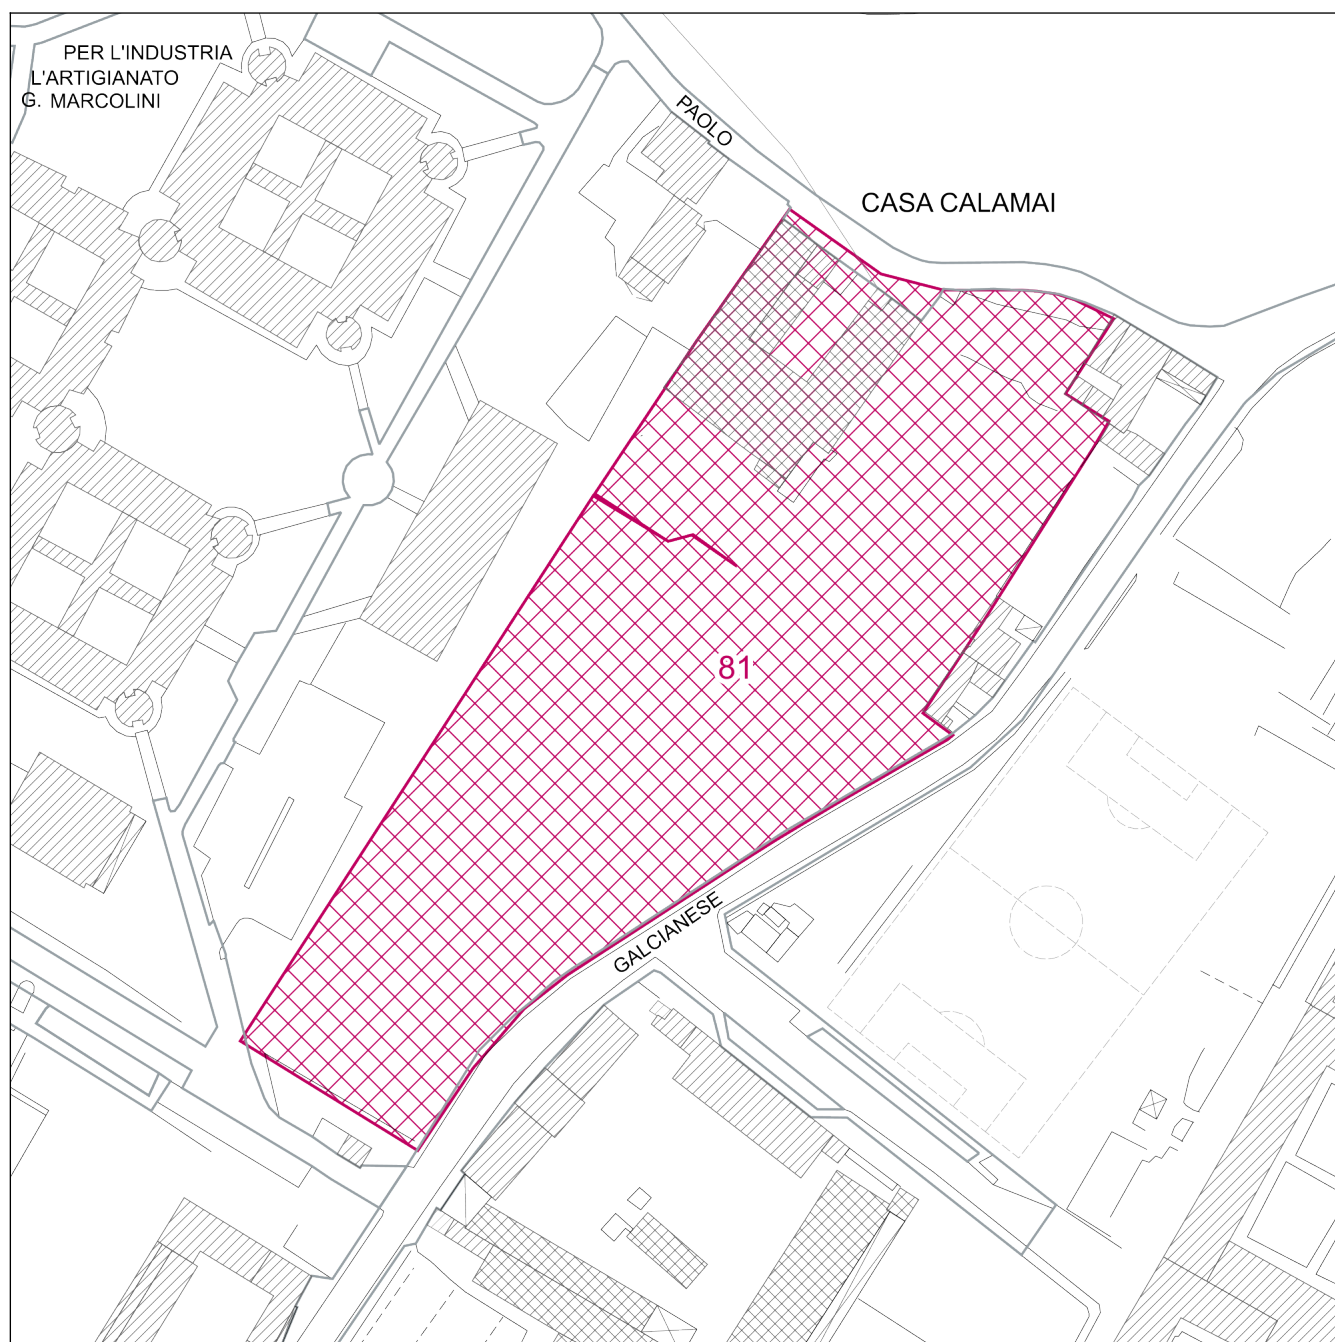 PER L'INDUSTRIA
L'ARTIGIANATO
G. MARCOLINI
PAOLO
CASA CALAMAI
81
GALCIANESE